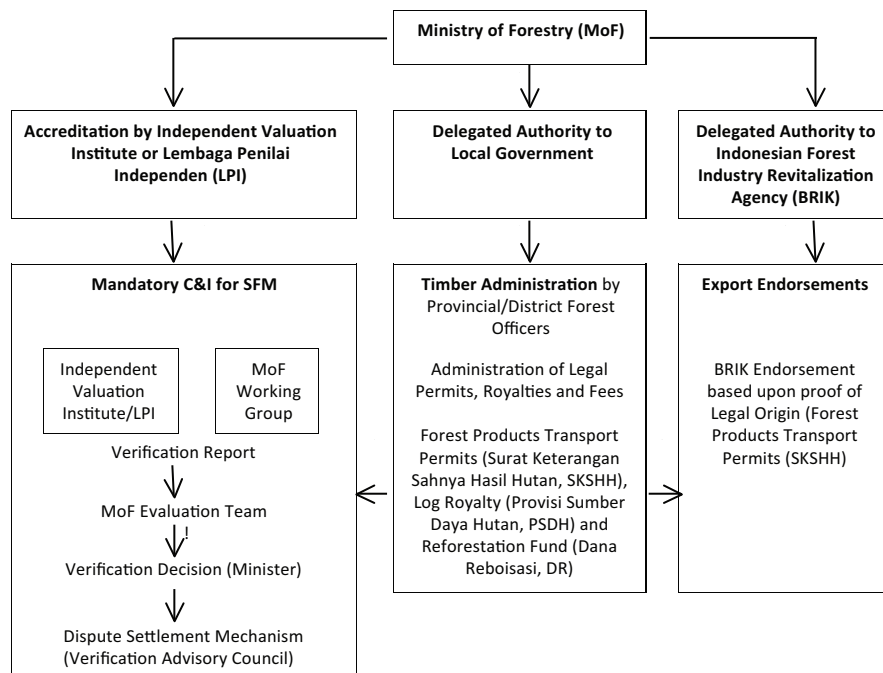 Ministry of Forestry (MoF)
Accreditation by Independent Valuation
Institute or Lembaga Penilai
Independen (LPI)
Delegated Authority to
Local Government
Delegated Authority to
Indonesian Forest
Industry Revitalization
Agency (BRIK)
Mandatory C&I for SFM
Independent
Valuation
Institute/LPI
MoF
Working
Group
Verification Report
MoF Evaluation Team
!
Verification Decision (Minister)
Dispute Settlement Mechanism
(Verification Advisory Council)
Timber Administration by
Provincial/District Forest
Officers
Administration of Legal
Permits, Royalties and Fees
Forest Products Transport
Permits (Surat Keterangan
Sahnya Hasil Hutan, SKSHH),
Log Royalty (Provisi Sumber
Daya Hutan, PSDH) and
Reforestation Fund (Dana
Reboisasi, DR)
Export Endorsements
BRIK Endorsement
based upon proof of
Legal Origin (Forest
Products Transport
Permits (SKSHH)